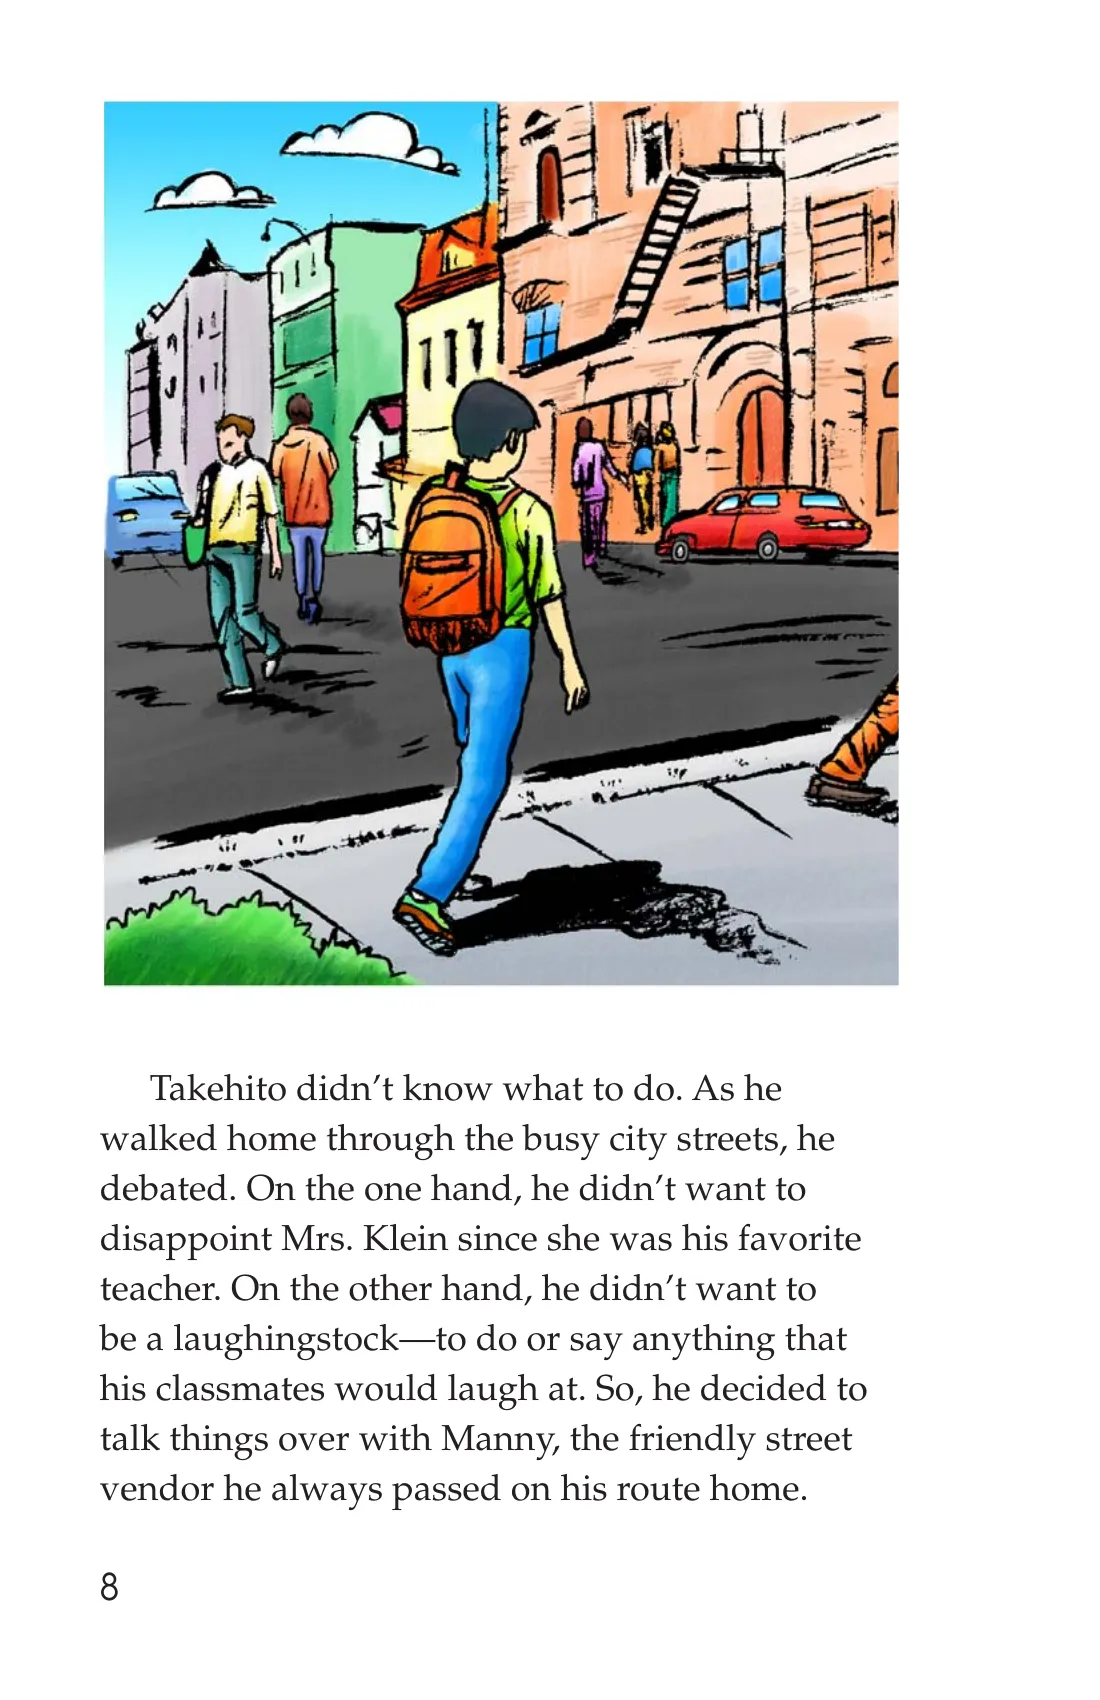 Takehito didn’t know what to do. As he
walked home through the busy city streets, he
debated. On the one hand, he didn’t want to
disappoint Mrs. Klein since she was his favorite
teacher. On the other hand, he didn’t want to
be a laughingstock—to do or say anything that
his classmates would laugh at. So, he decided to
talk things over with Manny, the friendly street
vendor he always passed on his route home.
8